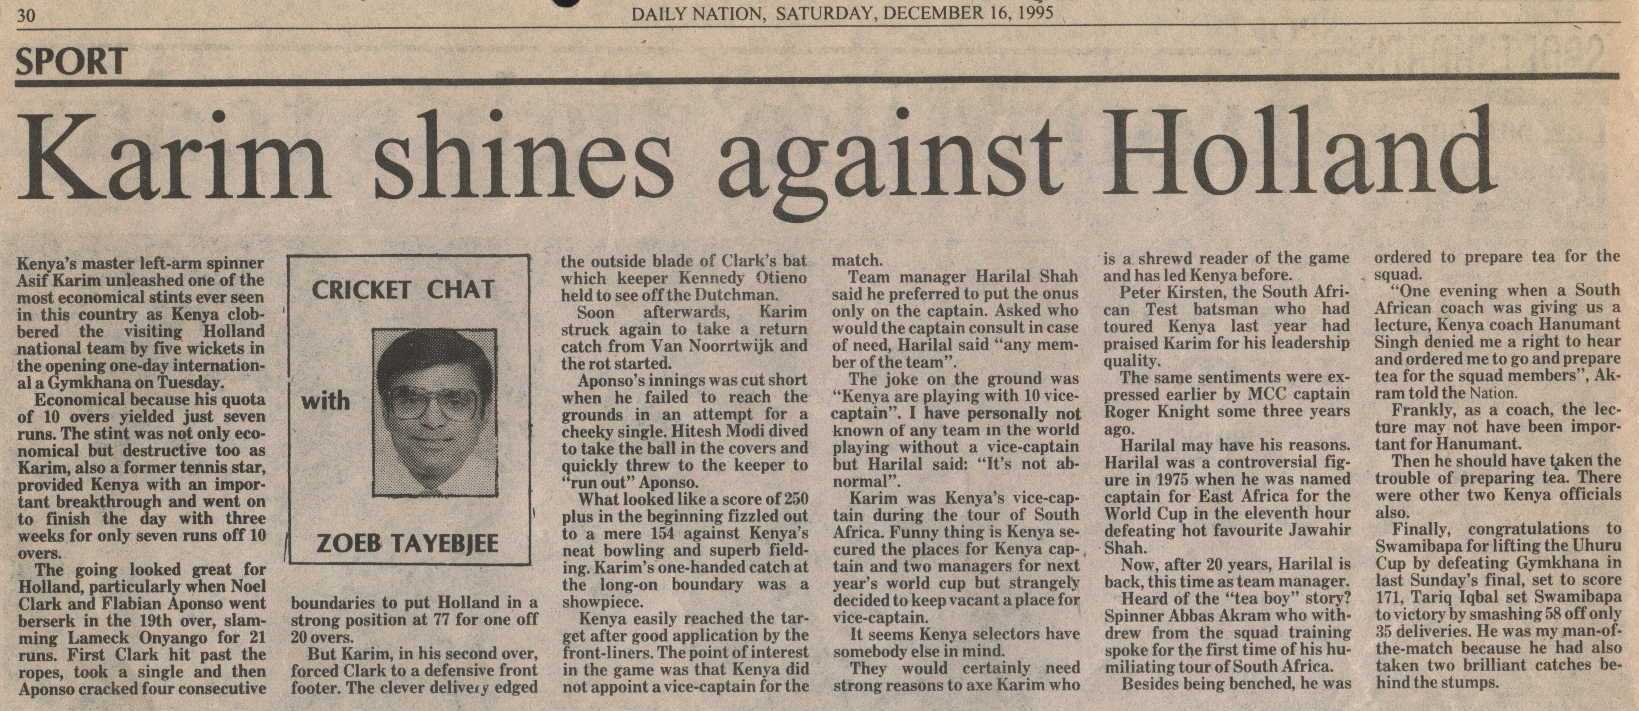 30
DAILY NATION, SATURDAY, DECEMBER 16, 1995
SPORT
Karim shines against Holland
Kenya's master left-arm spinner
Asif Karim unleashed one of the
most economical stints ever seen
in this country as Kenya clob-
bered the visiting Holland
national team by five wickets in
the opening one-day internation-
al a Gymkhana on Tuesday.
Economical because his quota
of 10 overs yielded just seven
runs. The stint was not only eco-
nomical but destructive too as
Karim, also a former tennis star,
provided Kenya with an impor-
tant breakthrough and went on
to finish the day with three
weeks for only seven runs off 10
overs.
The going looked great for
Holland, particularly when Noel
Clark and Flabian Aponso went
berserk in the 19th over, slam-
ming Lameck Onyango for 21
runs. First Clark hit past the
ropes, took a single and then
Aponso cracked four consecutive
CRICKET CHAT
with
ZOEB TAYEBJEE
boundaries to put Holland in a
strong position at 77 for one off
20 overs.
But Karim, in his second over,
forced Clark to a defensive front
footer. The clever delivery edged
the outside blade of Clark's bat
which keeper Kennedy Otieno
held to see off the Dutchman.
Soon afterwards, Karim
struck again to take a return
catch from Van Noorrtwijk and
the rot started.
Aponso's innings was cut short
when he failed to reach the
grounds in an attempt for a
cheeky single. Hitesh Modi dived
to take the ball in the covers and
quickly threw to the keeper to
"run out" Aponso.
What looked like a score of 250
plus in the beginning fizzled out
to a mere 154 against Kenya's
neat bowling and superb field-
ing. Karim's one-handed catch at
the long-on boundary was a
showpiece.
Kenya easily reached the tar-
get after good application by the
front-liners. The point of interest
in the game was that Kenya did
not appoint a vice-captain for the
match.
Team manager Harilal Shah
said he preferred to put the onus
only on the captain. Asked who
would the captain consult in case
of need, Harilal said "any mem-
ber of the team".
The joke on the ground was
"Kenya are playing with 10 vice-
captain". I have personally not
known of any team in the world
playing without a vice-captain
but Harilal said: "It's not ab-
normal".
Karim was Kenya's vice-cap-
tain during the tour of South
Africa. Funny thing is Kenya se-
cured the places for Kenya cap-
tain and two managers for next
year's world cup but strangely
decided to keep vacant a place for
vice-captain.
It seems Kenya selectors have
somebody else in mind.
They would certainly need
strong reasons to axe Karim who
is a shrewd reader of the game
and has led Kenya before.
Peter Kirsten, the South Afri-
can Test batsman who had
toured Kenya last year had
praised Karim for his leadership
quality.
The same sentiments were ex-
pressed earlier by MCC captain
Roger Knight some three years
ago.
Harilal may have his reasons.
Harilal was a controversial fig-
ure in 1975 when he was named
captain for East Africa for the
World Cup in the eleventh hour
defeating hot favourite Jawahir
Shah.
Now, after 20 years, Harilal is
back, this time as team manager.
Heard of the "tea boy" story?
Spinner Abbas Akram who with-
drew from the squad training
spoke for the first time of his hu-
miliating tour of South Africa.
Besides being benched, he was
ordered to prepare tea for the
squad.
"One evening when a South
African coach was giving us a
lecture, Kenya coach Hanumant
Singh denied me a right to hear
and ordered me to go and prepare
tea for the squad members", Ak-
ram told the Nation.
Frankly, as a coach, the lec-
ture may not have been impor-
tant for Hanumant.
Then he should have taken the
trouble of preparing tea. There
were other two Kenya officials
also.
Finally, congratulations to
Swamibapa for lifting the Uhuru
Cup by defeating Gymkhana in
last Sunday's final, set to score
171, Tariq Iqbal set Swamibapa
to victory by smashing 58 off only
35 deliveries. He was my man-of-
the-match because he had also
taken two brilliant catches be-
hind the stumps.